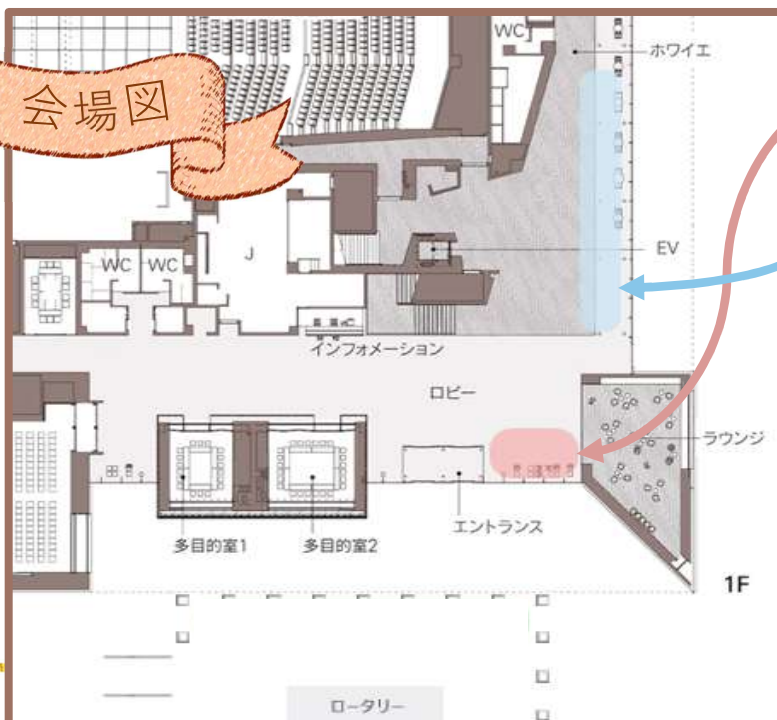 会場図
WC
ホワイエ
WC
WC
J
EV
インフォメーション
ロビー
ラウンジ
エントランス
多目的室1
多目的室2
1F
ロータリー